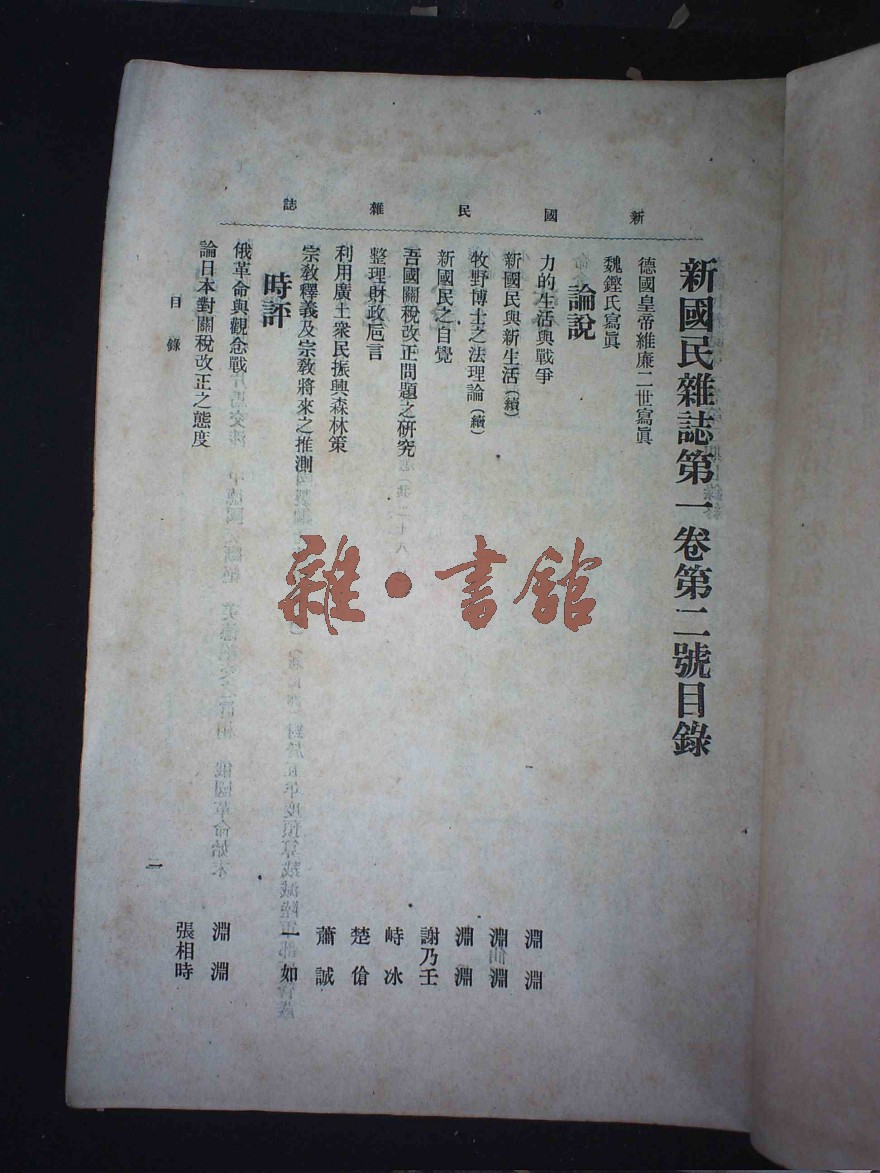 新國民雜誌
新國民雜誌第一卷第二號目錄
德國皇帝維廉二世寫眞
魏鏗氏寫眞
論說
力的生活與戰爭 淵淵
新國民與新生活(續) 淵淵
牧野博士之法理論(續) 淵淵
新國民之自覺 謝乃壬
吾國關稅改正問題之研究 峙冰
整理財政巵言 楚傖
利用廣土衆民振興森林策 蕭誠
宗敎釋義及宗敎將來之推測 一如
時評
俄革命與觀念戰 淵淵
論日本對關稅改正之態度 張相時
目錄
二
雜·書館